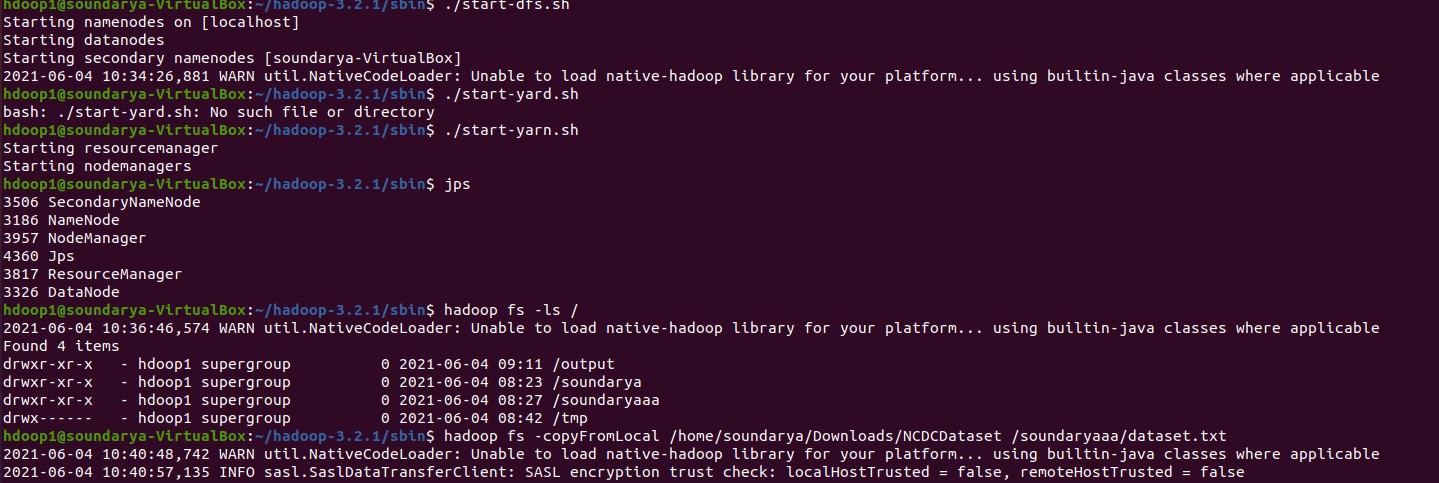 hdoop1@soundarya-VirtualBox:~/hadoop-3.2.1/sbin$ ./start-dfs.sh
Starting namenodes on [localhost]
Starting datanodes
Starting secondary namenodes [soundarya-VirtualBox]
2021-06-04 10:34:26,881 WARN util.NativeCodeLoader: Unable to load native-hadoop library for your platform... using builtin-java classes where applicable
hdoop1@soundarya-VirtualBox:~/hadoop-3.2.1/sbin$ ./start-yard.sh
bash: ./start-yard.sh: No such file or directory
hdoop1@soundarya-VirtualBox:~/hadoop-3.2.1/sbin$ ./start-yarn.sh
Starting resourcemanager
Starting nodemanagers
hdoop1@soundarya-VirtualBox:~/hadoop-3.2.1/sbin$ jps
3506 SecondaryNameNode
3186 NameNode
3957 NodeManager
4360 Jps
3817 ResourceManager
3326 DataNode
hdoop1@soundarya-VirtualBox:~/hadoop-3.2.1/sbin$ hadoop fs -ls /
2021-06-04 10:36:46,574 WARN util.NativeCodeLoader: Unable to load native-hadoop library for your platform... using builtin-java classes where applicable
Found 4 items
drwxr-xr-x   - hdoop1 supergroup          0 2021-06-04 09:11 /output
drwxr-xr-x   - hdoop1 supergroup          0 2021-06-04 08:23 /soundarya
drwxr-xr-x   - hdoop1 supergroup          0 2021-06-04 08:27 /soundaryaaa
drwx------   - hdoop1 supergroup          0 2021-06-04 08:42 /tmp
hdoop1@soundarya-VirtualBox:~/hadoop-3.2.1/sbin$ hadoop fs -copyFromLocal /home/soundarya/Downloads/NCDCDataset /soundaryaaa/dataset.txt
2021-06-04 10:40:48,742 WARN util.NativeCodeLoader: Unable to load native-hadoop library for your platform... using builtin-java classes where applicable
2021-06-04 10:40:57,135 INFO sasl.SaslDataTransferClient: SASL encryption trust check: localHostTrusted = false, remoteHostTrusted = false